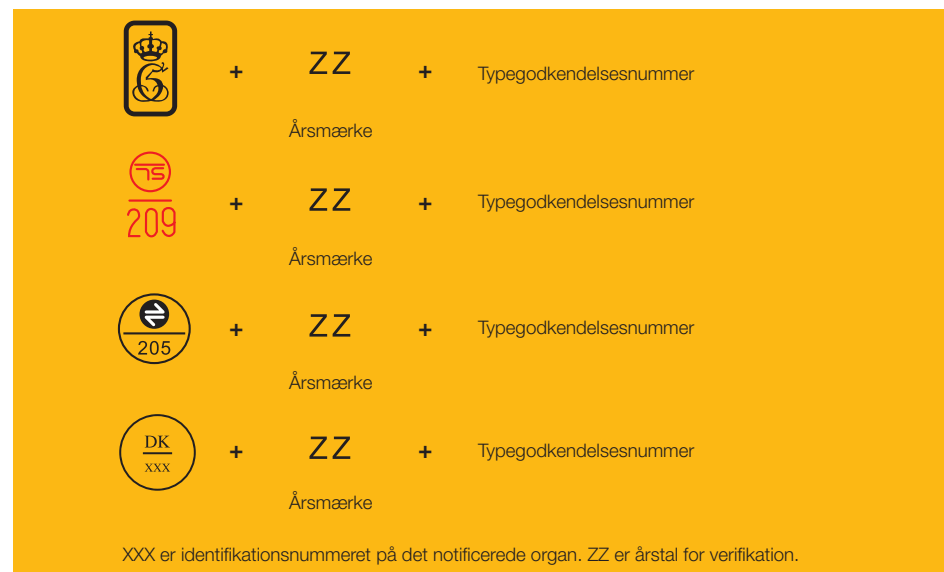 + ZZ + Typegodkendelsesnummer
Årsmærke
209 + ZZ + Typegodkendelsesnummer
Årsmærke
205 + ZZ + Typegodkendelsesnummer
Årsmærke
DK
XXX + ZZ + Typegodkendelsesnummer
Årsmærke
XXX er identifikationsnummeret på det notificerede organ. ZZ er årstal for verifikation.